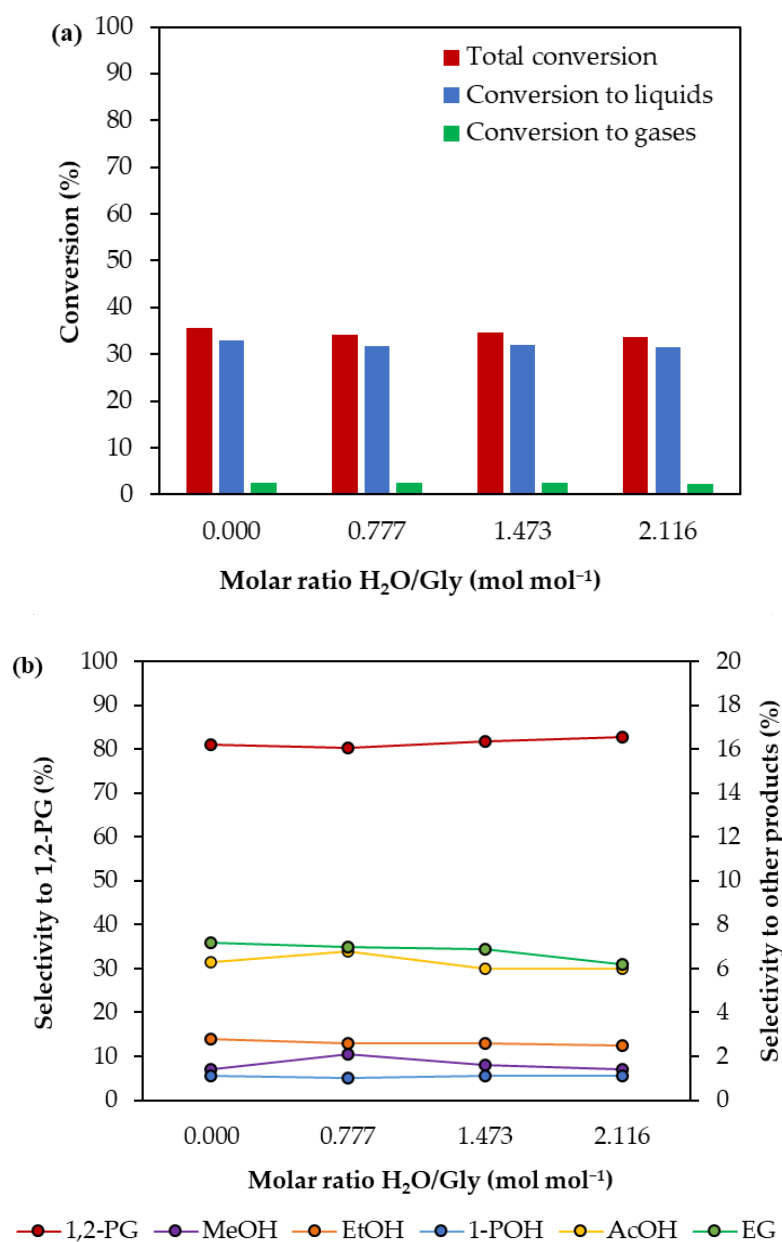 (a)
100
90
80
70
60
50
40
30
20
10
0
Conversion (%)
Total conversion
Conversion to liquids
Conversion to gases
0.000 0.777 1.473 2.116
Molar ratio H₂O/Gly (mol mol⁻¹)
(b)
100
90
80
70
60
50
40
30
20
10
0
Selectivity to 1,2-PG (%)
20
18
16
14
12
10
8
6
4
2
0
Selectivity to other products (%)
0.000 0.777 1.473 2.116
Molar ratio H₂O/Gly (mol mol⁻¹)
1,2-PG MeOH EtOH 1-POH AcOH EG